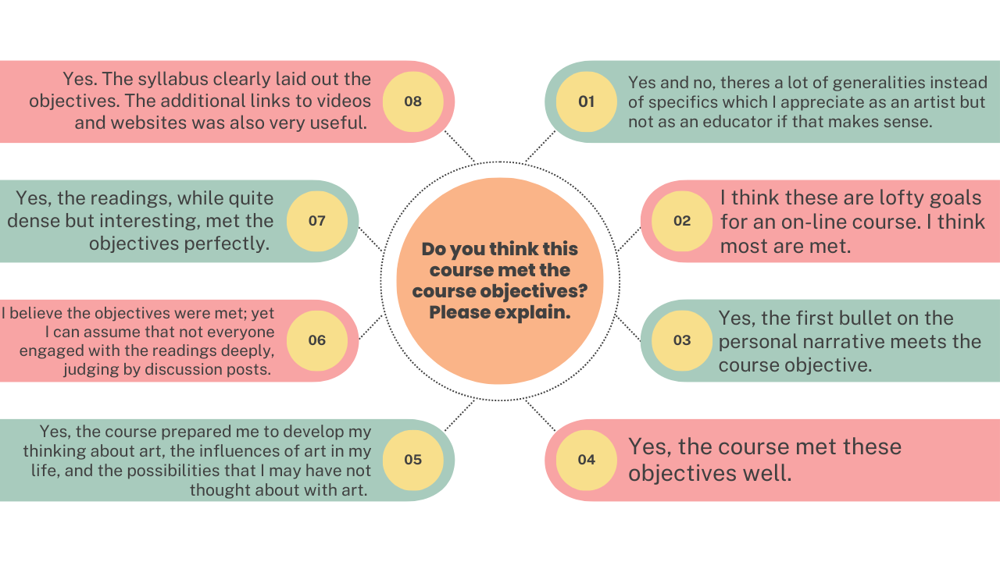 Do you think this
course met the
course objectives?
Please explain.
01
Yes and no, theres a lot of generalities instead
of specifics which I appreciate as an artist but
not as an educator if that makes sense.
02
I think these are lofty goals
for an on-line course. I think
most are met.
03
Yes, the first bullet on the
personal narrative meets the
course objective.
04
Yes, the course met these
objectives well.
05
Yes, the course prepared me to develop my
thinking about art, the influences of art in my
life, and the possibilities that I may have not
thought about with art.
06
I believe the objectives were met; yet
I can assume that not everyone
engaged with the readings deeply,
judging by discussion posts.
07
Yes, the readings, while quite
dense but interesting, met the
objectives perfectly.
08
Yes. The syllabus clearly laid out the
objectives. The additional links to videos
and websites was also very useful.